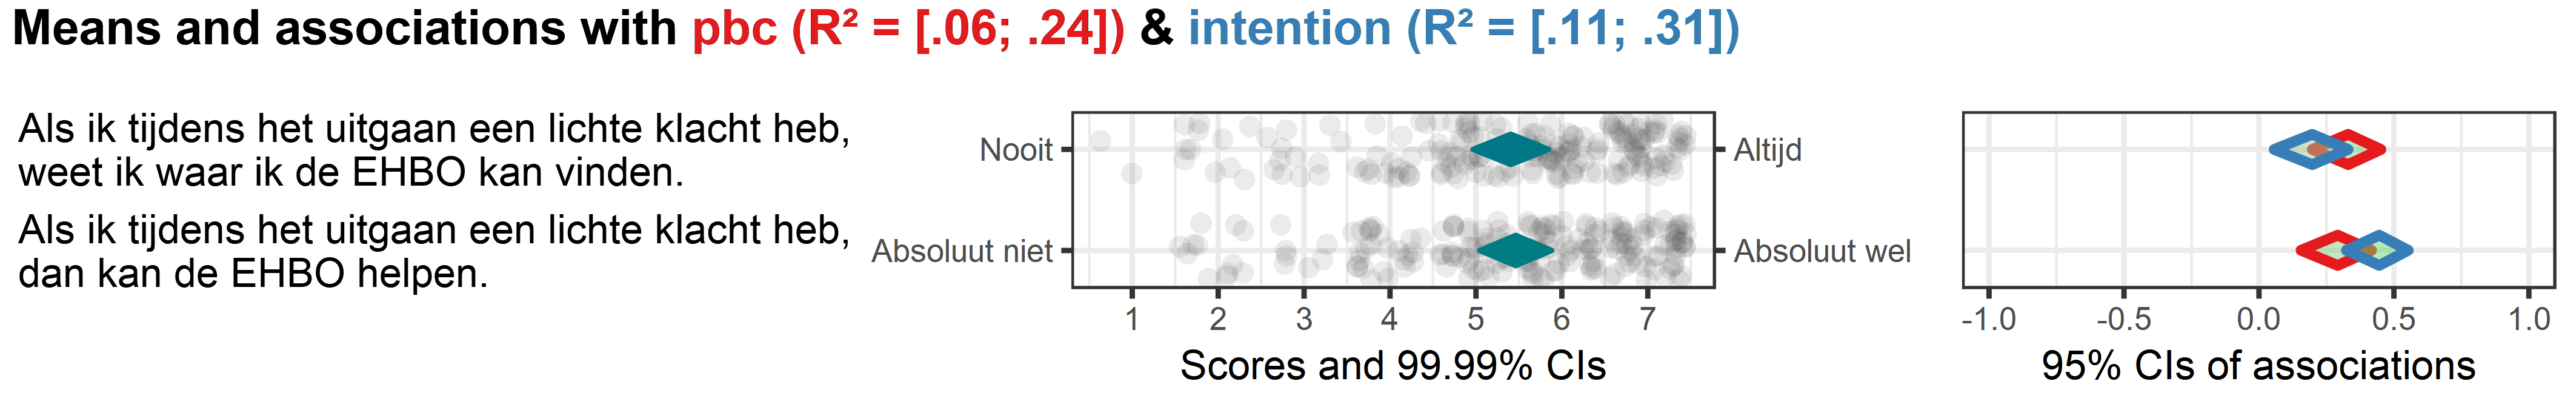 Means and associations with pbc (R² = [.06; .24]) & intention (R² = [.11; .31])
Als ik tijdens het uitgaan een lichte klacht heb,
weet ik waar ik de EHBO kan vinden.
Nooit
Altijd
Als ik tijdens het uitgaan een lichte klacht heb,
dan kan de EHBO helpen.
Absoluut niet
Absoluut wel
1 2 3 4 5 6 7
Scores and 99.99% CIs
-1.0 -0.5 0.0 0.5 1.0
95% CIs of associations